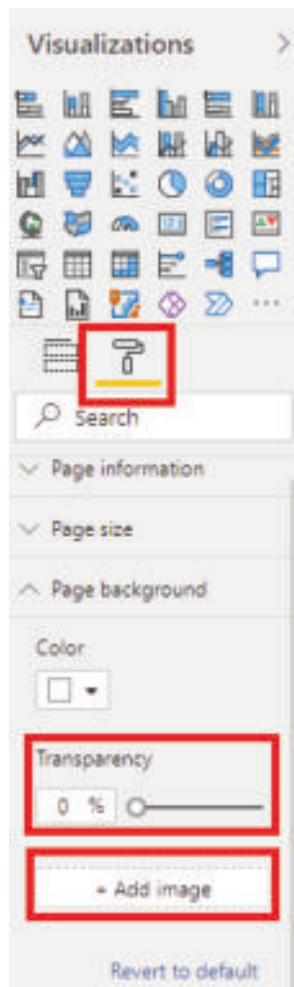 Visualizations
Search
Page information
Page size
Page background
Color
Transparency
0 %
+ Add image
Revert to default